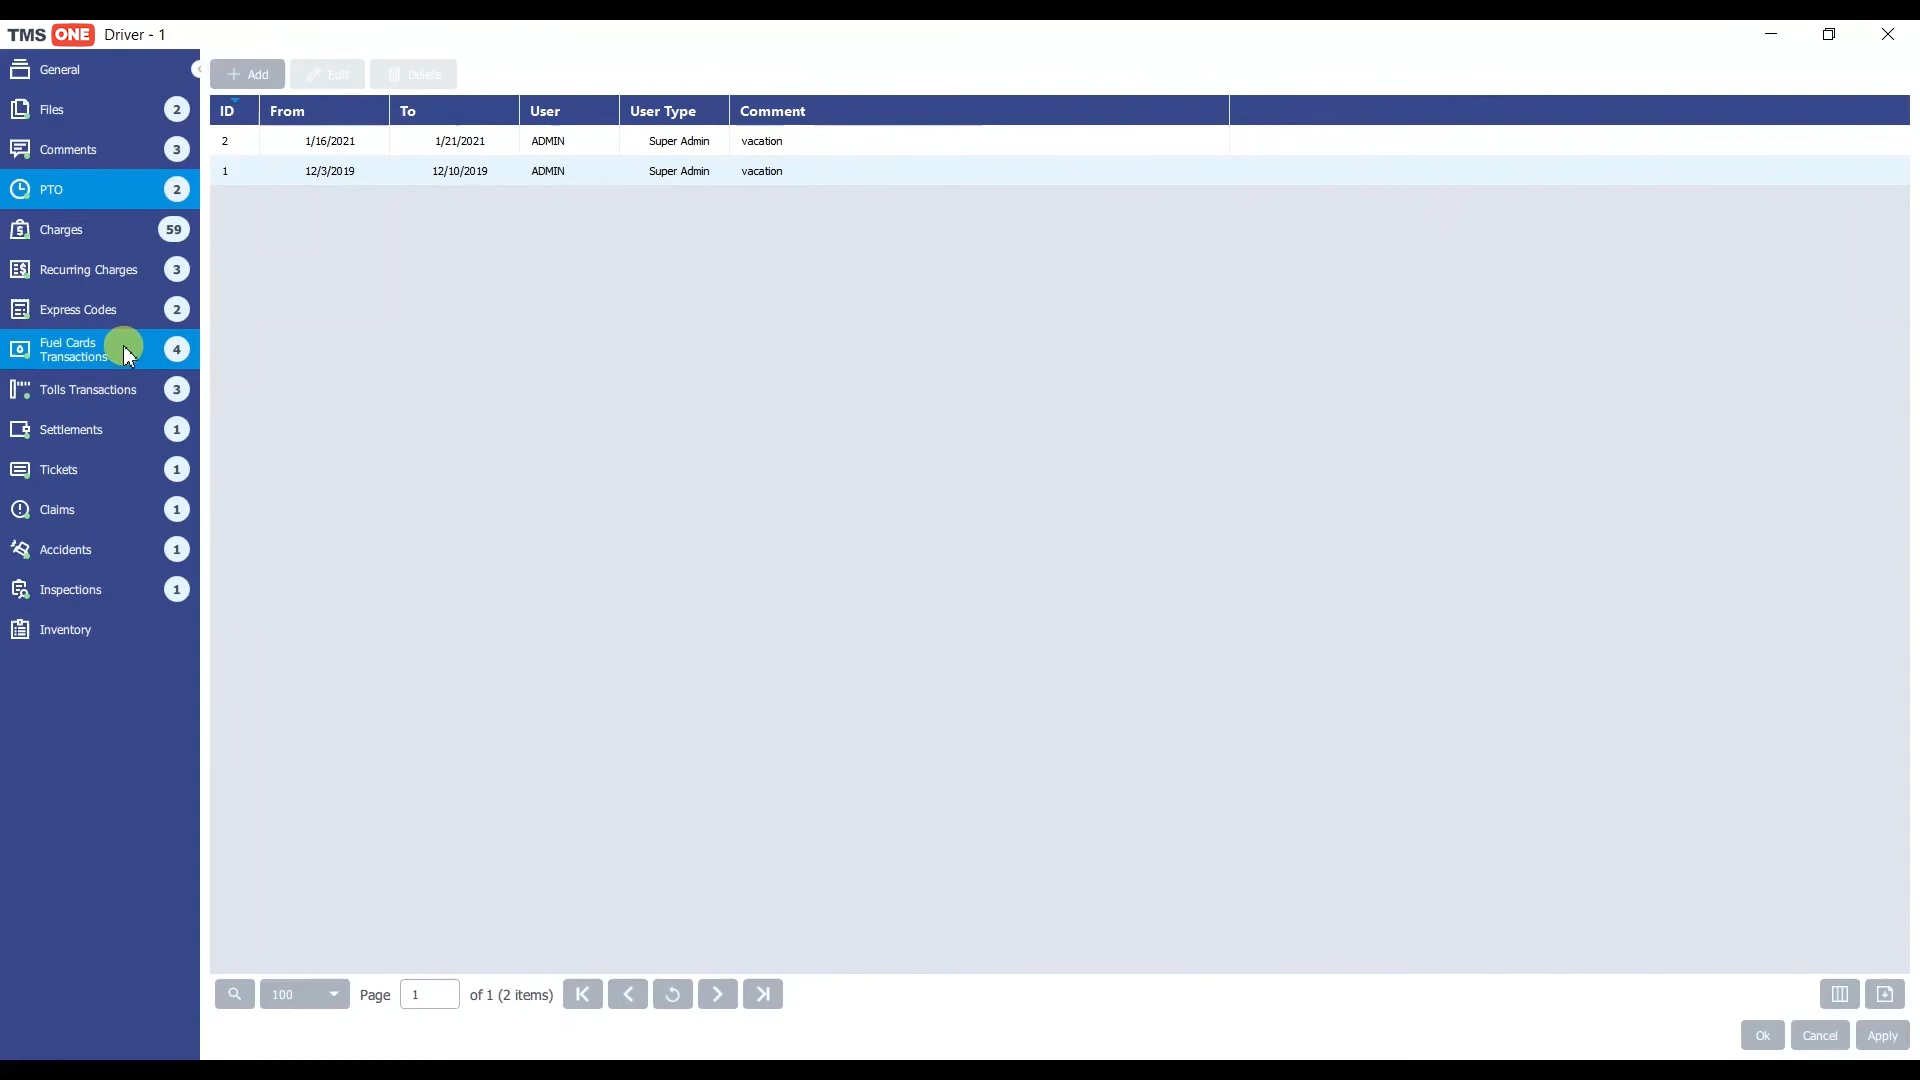 TMS ONE Driver - 1
General
Files 2
Comments 3
PTO 2
Charges 59
Recurring Charges 3
Express Codes 2
Fuel Cards
Transactions 4
Tolls Transactions 3
Settlements 1
Tickets 1
Claims 1
Accidents 1
Inspections 1
Inventory
Add Edit Delete
ID From To User User Type Comment
2 1/16/2021 1/21/2021 ADMIN Super Admin vacation
1 12/3/2019 12/10/2019 ADMIN Super Admin vacation
100 Page 1 of 1 (2 items)
Ok Cancel Apply